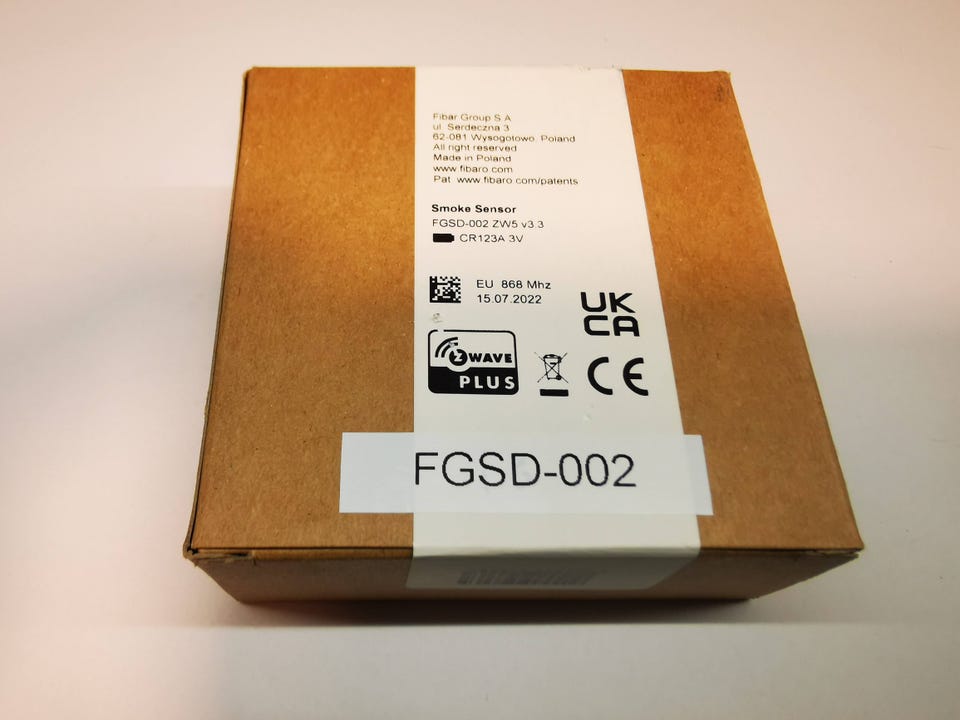 Fibar Group S.A
ul. Serdeczna 3
62-081 Wysogotowo, Poland
All right reserved
Made in Poland
www.fibaro.com
Pat. www.fibaro.com/patents
Smoke Sensor
FGSD-002 ZW5 v3.3
CR123A 3V
EU 868 Mhz
15.07.2022
UK
CA
Z WAVE
PLUS
CE
FGSD-002